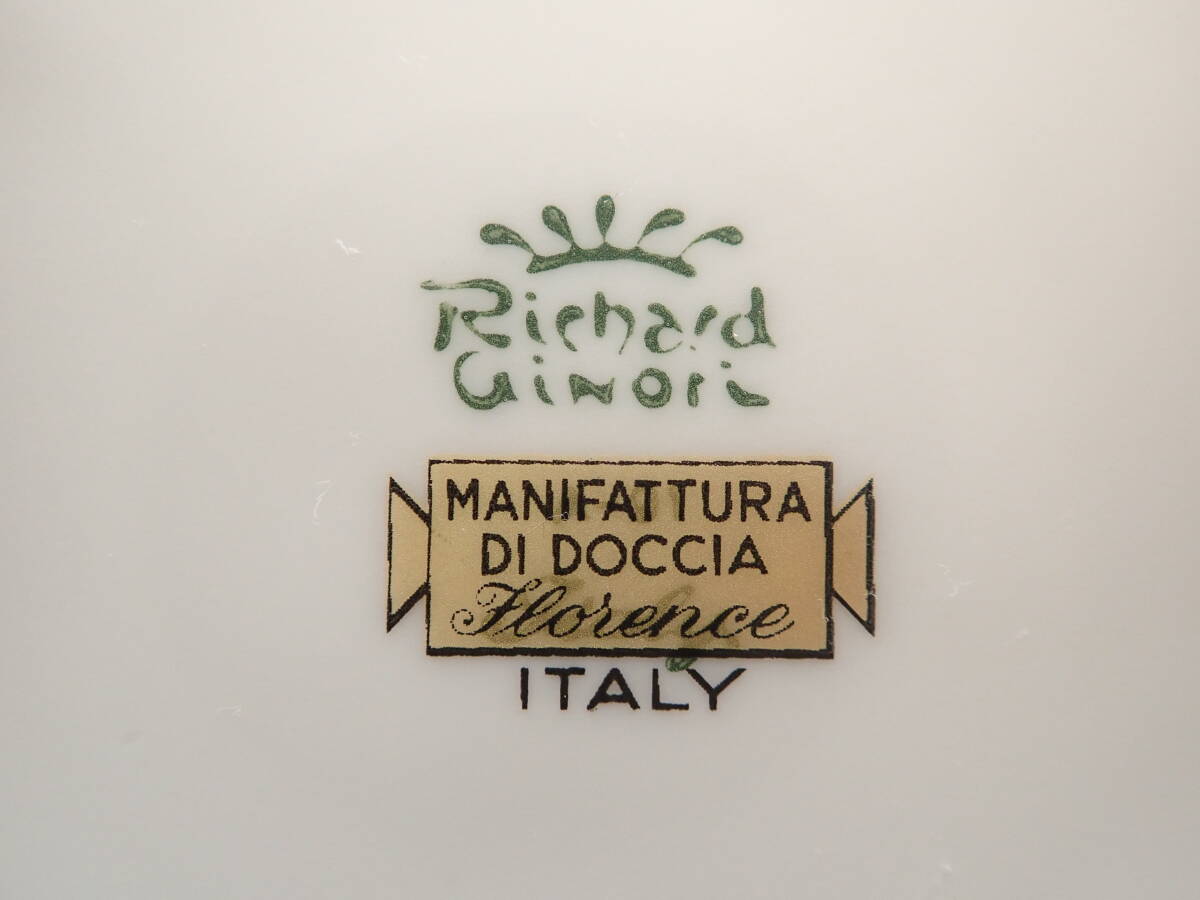 Richard
Ginori
MANIFATTURA
DI DOCCIA
Florence
ITALY